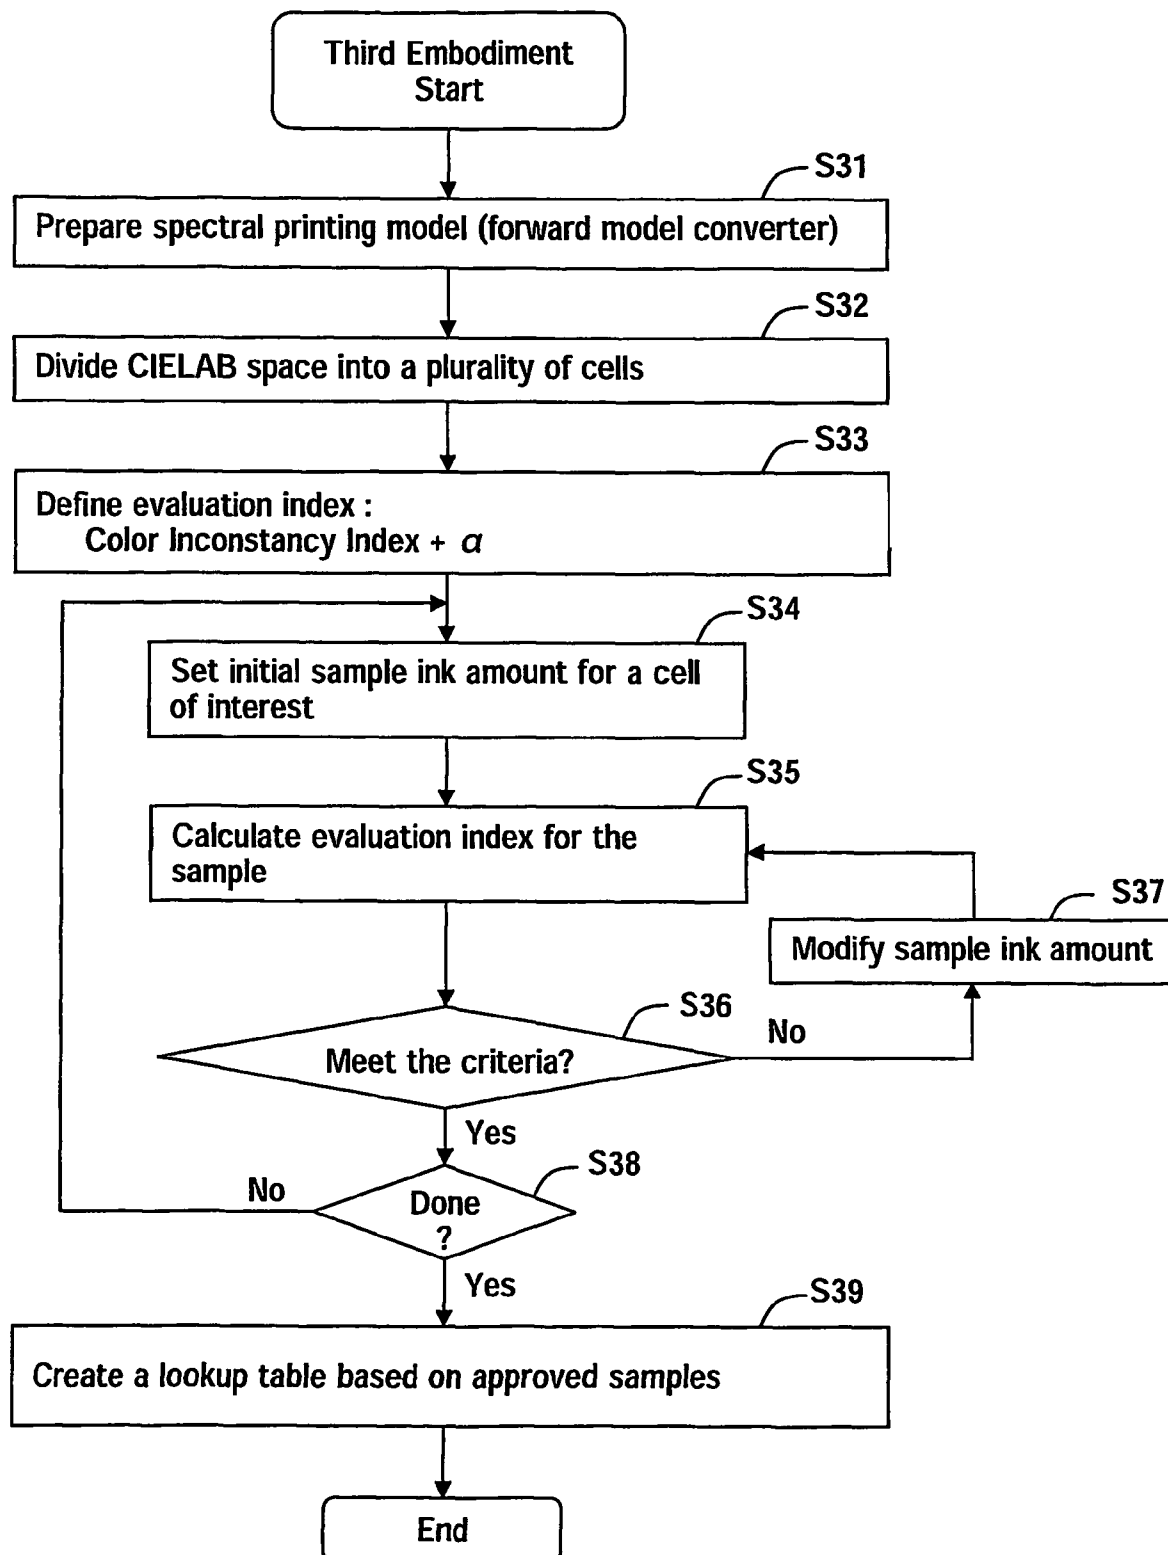 Third Embodiment
Start
S31
Prepare spectral printing model (forward model converter)
S32
Divide CIELAB space into a plurality of cells
S33
Define evaluation index :
Color Inconstancy Index + α
S34
Set initial sample ink amount for a cell
of interest
S35
Calculate evaluation index for the
sample
S37
Modify sample ink amount
S36
Meet the criteria?
No
Yes
S38
No
Done
?
Yes
S39
Create a lookup table based on approved samples
End